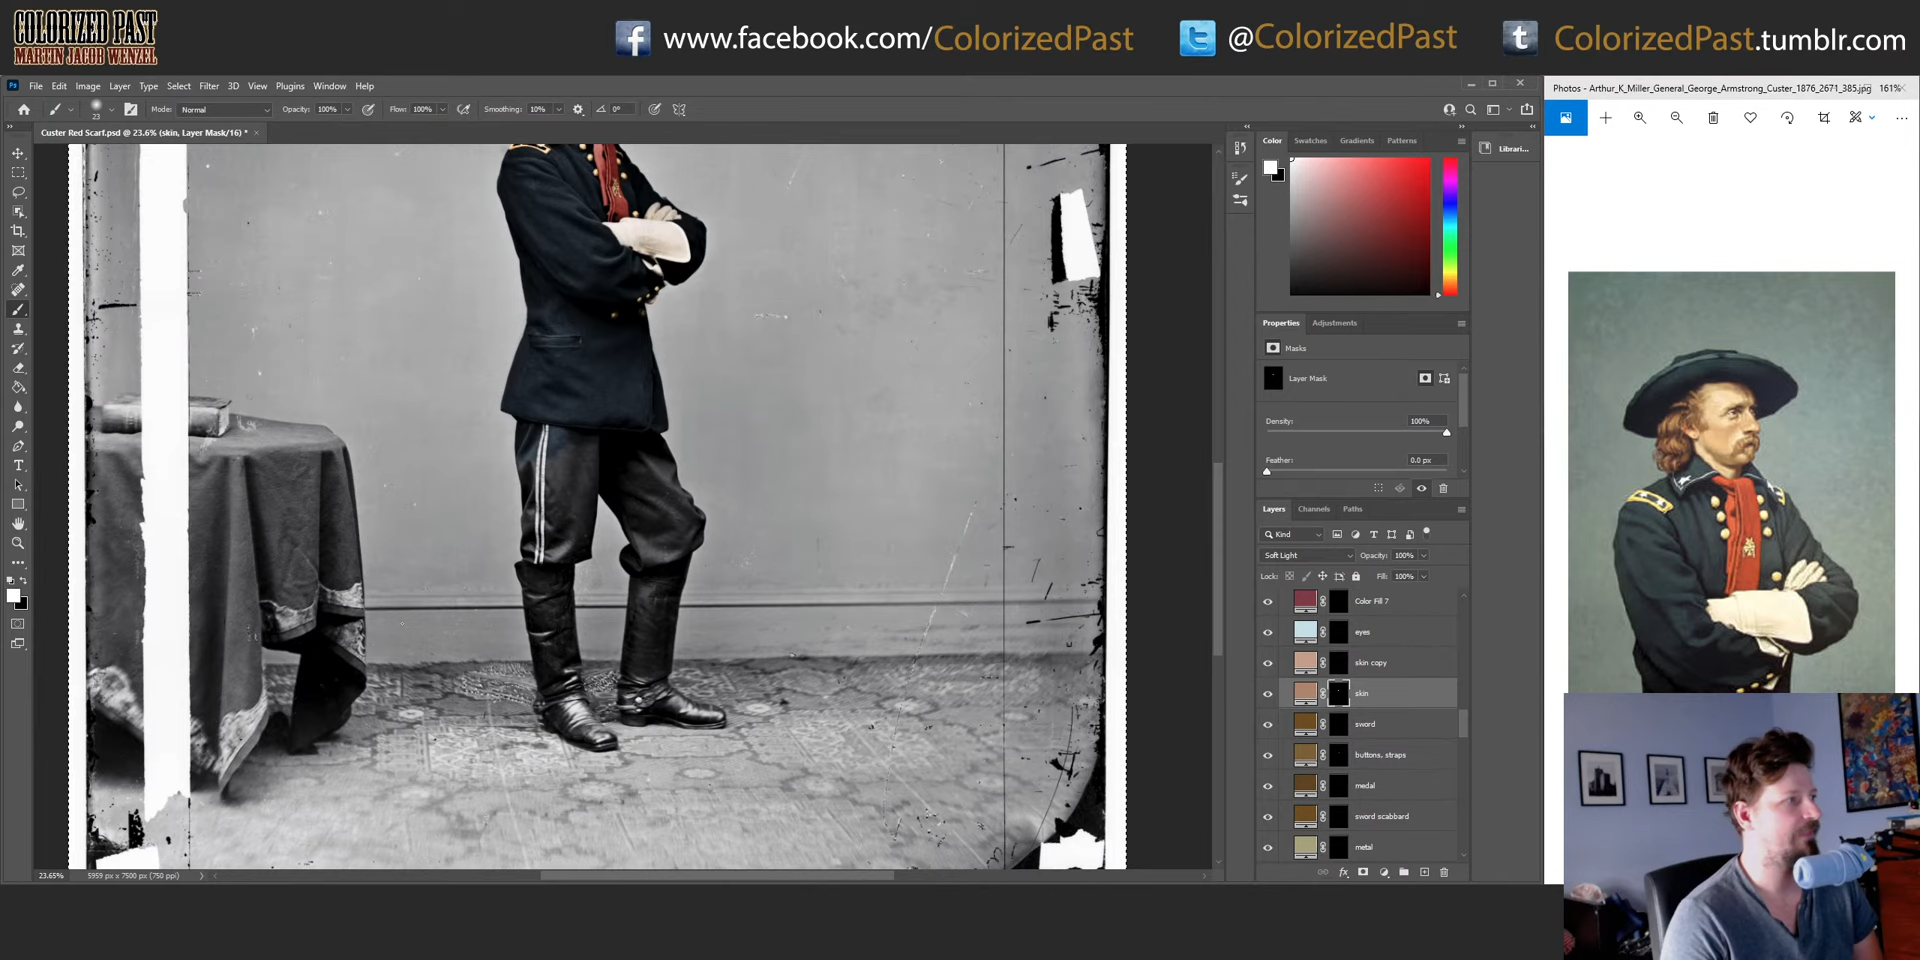 COLORIZED PAST
MARTIN JACOB WENZEL
f www.facebook.com/ColorizedPast
@ColorizedPast
t ColorizedPast.tumblr.com
Ps File Edit Image Layer Type Select Filter 3D View Plugins Window Help
23 Mode: Normal Opacity: 100% Flow: 100% Smoothing: 10% 0°
Custer Red Scarf.psd @ 23.6% (skin, Layer Mask/16) *
Photos - Arthur_K_Miller_General_George_Armstrong_Custer_1876_2671_385.jpg 161%
Color Swatches Gradients Patterns
Librari...
Properties Adjustments
Masks
Layer Mask
Density: 100%
Feather: 0.0 px
Layers Channels Paths
Kind
Soft Light Opacity: 100%
Lock: Fill: 100%
Color Fill 7
eyes
skin copy
skin
sword
buttons, straps
medal
sword scabbard
metal
fx
23.65% 5959 px x 7500 px (750 ppi)